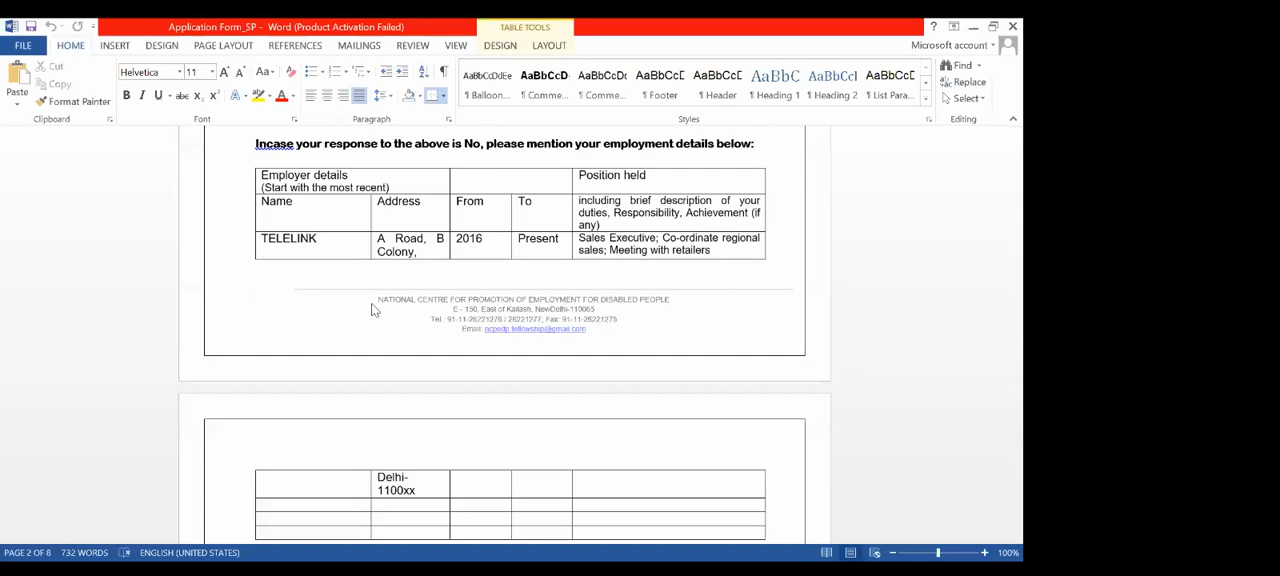 Application Form_SP - Word (Product Activation Failed)
TABLE TOOLS
FILE HOME INSERT DESIGN PAGE LAYOUT REFERENCES MAILINGS REVIEW VIEW DESIGN LAYOUT
Microsoft account
Cut
Copy
Format Painter
Paste
Clipboard
Helvetica 11
Font
Paragraph
AaBbCcDdEe AaBbCcD AaBbCcDc AaBbCcD AaBbCcD AaBbC AaBbCcI AaBbCcD
¶ Balloon... ¶ Comme... ¶ Comme... ¶ Footer ¶ Header ¶ Heading 1 ¶ Heading 2 ¶ List Para...
Styles
Find
Replace
Select
Editing
Incase your response to the above is No, please mention your employment details below:
Employer details
(Start with the most recent)
Position held
Name Address From To including brief description of your
duties, Responsibility, Achievement (if
any)
TELELINK A Road, B 2016 Present Sales Executive; Co-ordinate regional
Colony, sales; Meeting with retailers
NATIONAL CENTRE FOR PROMOTION OF EMPLOYMENT FOR DISABLED PEOPLE
E - 150, East of Kailash, NewDelhi-110065
Tel.: 91-11-26221276 / 26221277, Fax: 91-11-26221275
Email: ncpedp.fellowship@gmail.com
Delhi-
1100xx
PAGE 2 OF 8 732 WORDS ENGLISH (UNITED STATES) 100%